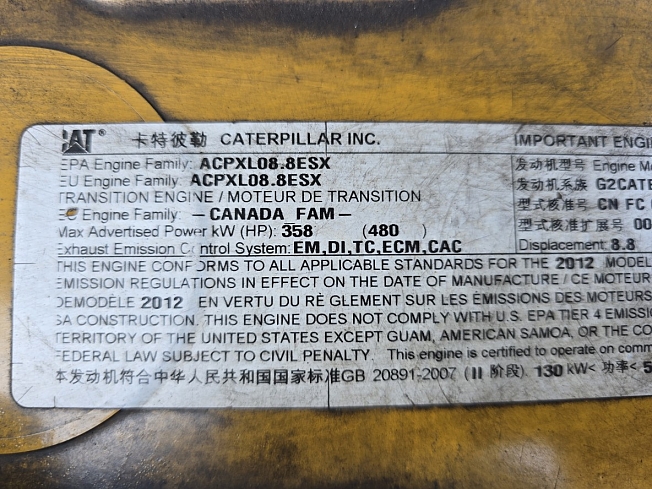 CAT® 卡特彼勒 CATERPILLAR INC.
EPA Engine Family: ACPXL08.8ESX
EU Engine Family: ACPXL08.8ESX
TRANSITION ENGINE / MOTEUR DE TRANSITION
Engine Family: —CANADA FAM—
Max Advertised Power kW (HP): 358 (480 )
Exhaust Emission Control System: EM,DI,TC,ECM,CAC
IMPORTANT ENGI
发动机型号 Engine M
发动机系族 G2CATE
型式核准号 CN FC
型式核准扩展号 00
Displacement: 8.8
THIS ENGINE CONFORMS TO ALL APPLICABLE STANDARDS FOR THE 2012 MODEL
EMISSION REGULATIONS IN EFFECT ON THE DATE OF MANUFACTURE / CE MOTEUR
DEMODÈLE 2012 EN VERTU DU RÈGLEMENT SUR LES ÉMISSIONS DES MOTEURS
SA CONSTRUCTION. THIS ENGINE DOES NOT COMPLY WITH U.S. EPA TIER 4 EMISSIO
TERRITORY OF THE UNITED STATES EXCEPT GUAM, AMERICAN SAMOA, OR THE CO
FEDERAL LAW SUBJECT TO CIVIL PENALTY. This engine is certified to operate on comm
本发动机符合中华人民共和国国家标准GB 20891-2007 (II 阶段). 130 kW< 功率≤ 5